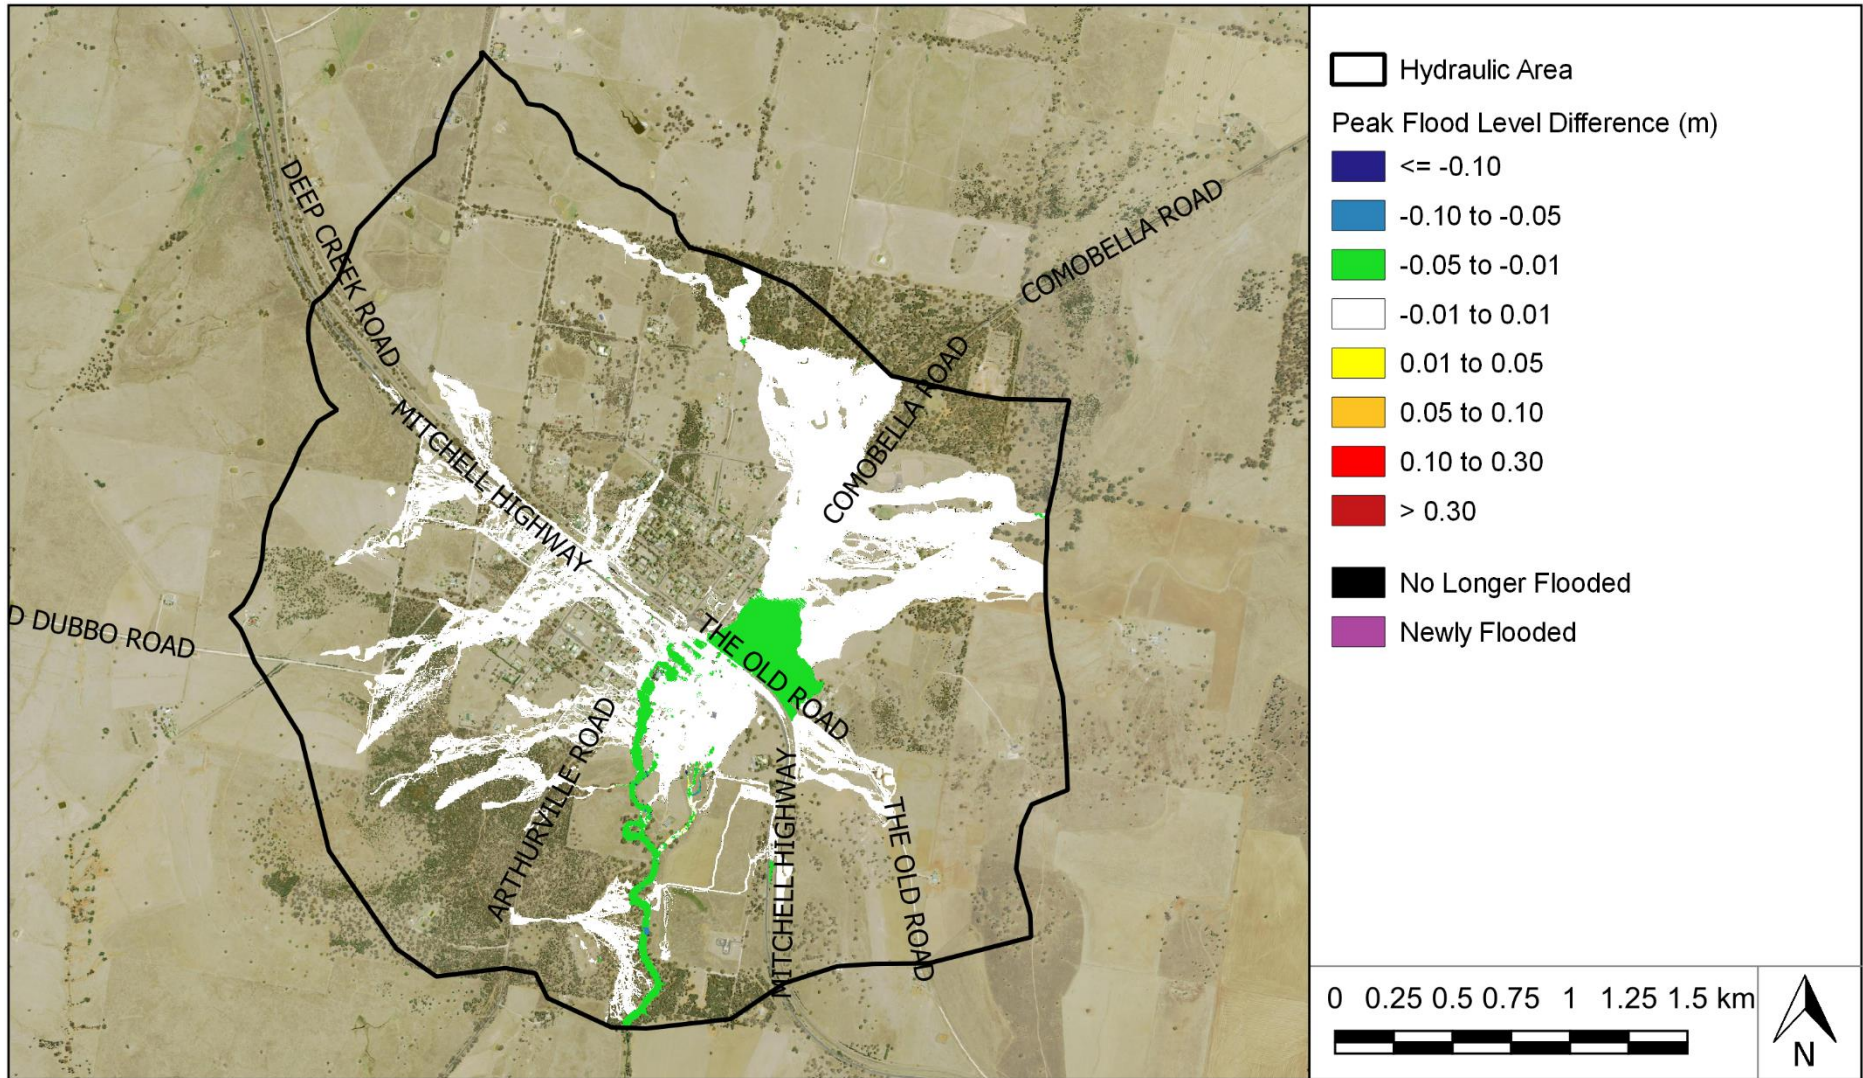 DEEP CREEK ROAD
COMOBELLA ROAD
MITCHELL HIGHWAY
COMOBELLA ROAD
D DUBBO ROAD
THE OLD ROAD
ARTHURVILLE ROAD
MITCHELL HIGHWAY
THE OLD ROAD
Hydraulic Area
Peak Flood Level Difference (m)
<= -0.10
-0.10 to -0.05
-0.05 to -0.01
-0.01 to 0.01
0.01 to 0.05
0.05 to 0.10
0.10 to 0.30
> 0.30
No Longer Flooded
Newly Flooded
0 0.25 0.5 0.75 1 1.25 1.5 km
N